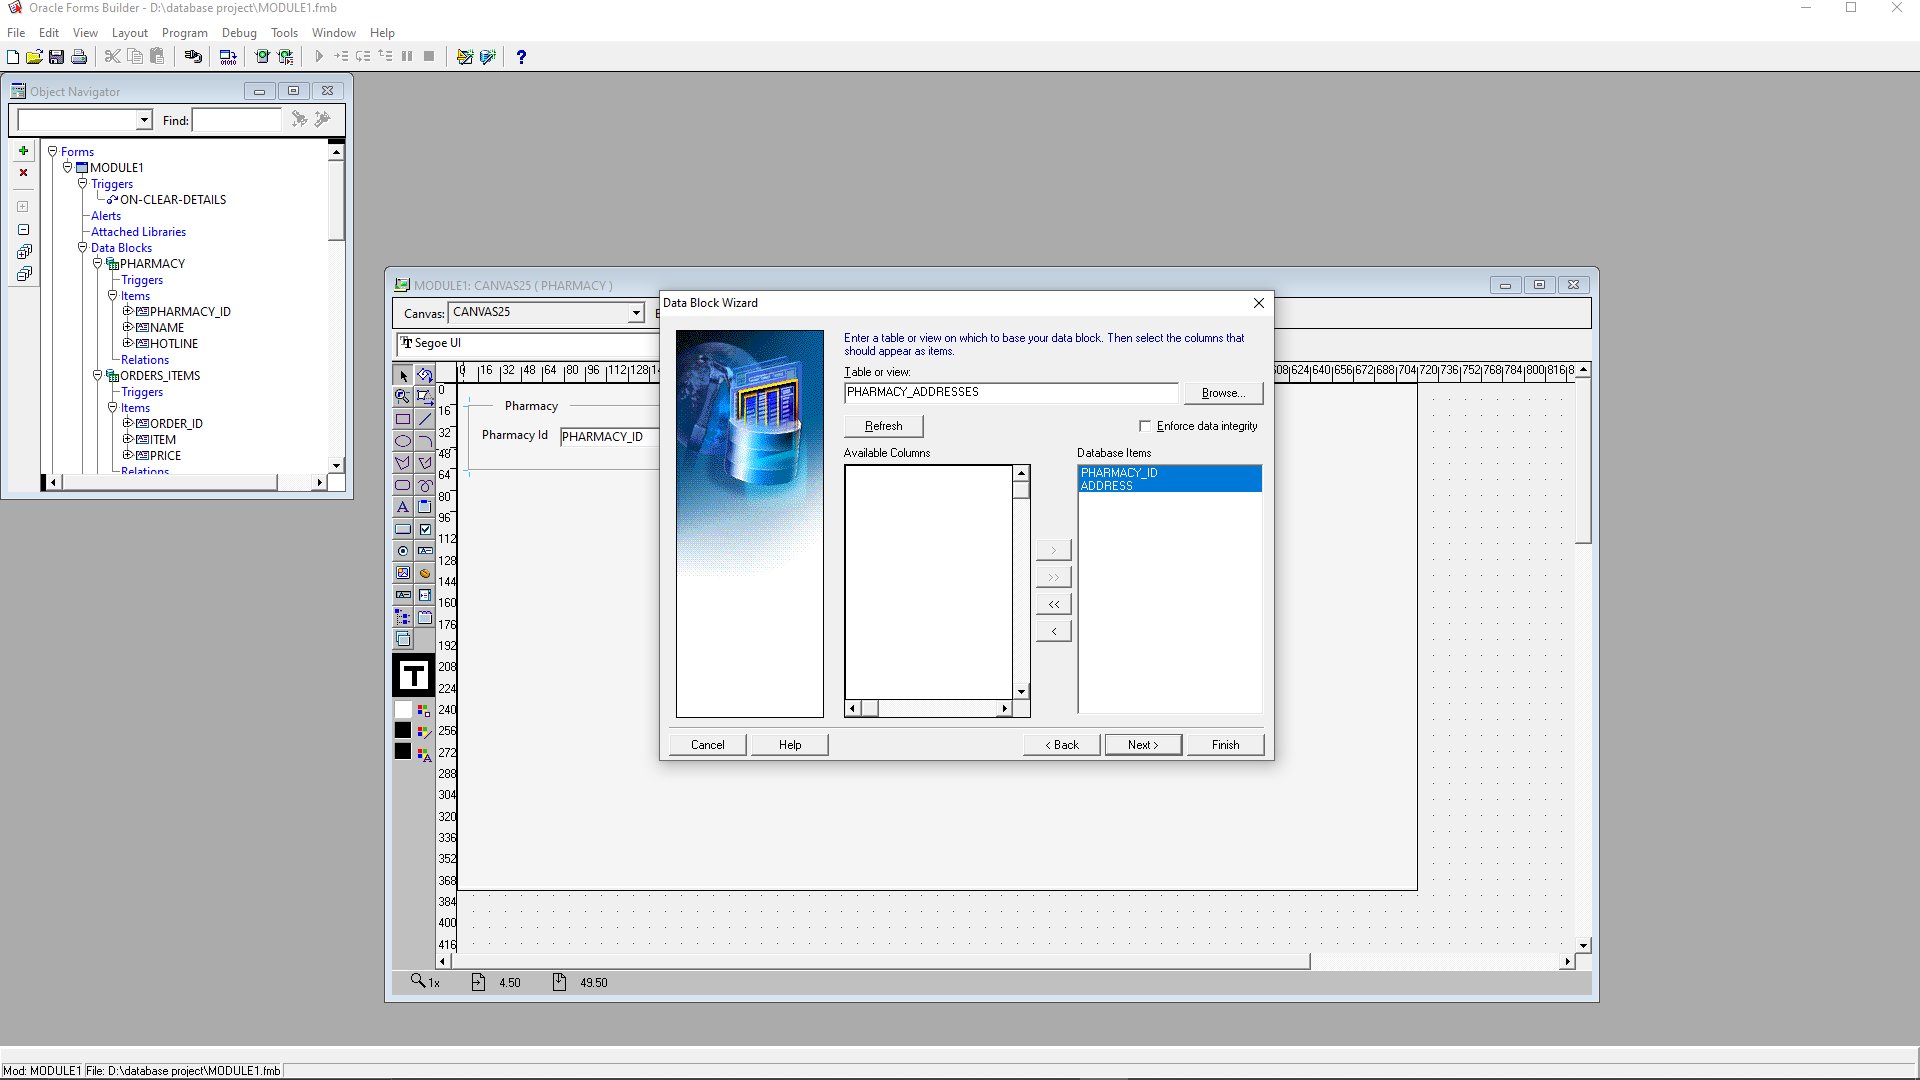 Oracle Forms Builder - D:\database project\MODULE1.fmb
File Edit View Layout Program Debug Tools Window Help
Object Navigator
Find:
Forms
MODULE1
Triggers
ON-CLEAR-DETAILS
Alerts
Attached Libraries
Data Blocks
PHARMACY
Triggers
Items
PHARMACY_ID
NAME
HOTLINE
Relations
ORDERS_ITEMS
Triggers
Items
ORDER_ID
ITEM
PRICE
Relations
MODULE1: CANVAS25 ( PHARMACY )
Canvas: CANVAS25
Segoe UI
0 16 32 48 64 80 96 112 128
624 640 656 672 688 704 720 736 752 768 784 800 816
0
16
32
48
64
80
96
112
128
144
160
176
192
208
224
240
256
272
288
304
320
336
352
368
384
400
416
Pharmacy
Pharmacy Id PHARMACY_ID
Data Block Wizard
Enter a table or view on which to base your data block. Then select the columns that
should appear as items.
Table or view:
PHARMACY_ADDRESSES
Browse...
Refresh
Enforce data integrity
Available Columns
Database Items
PHARMACY_ID
ADDRESS
>
>>
<<
<
Cancel Help < Back Next > Finish
1x 4.50 49.50
Mod: MODULE1 File: D:\database project\MODULE1.fmb